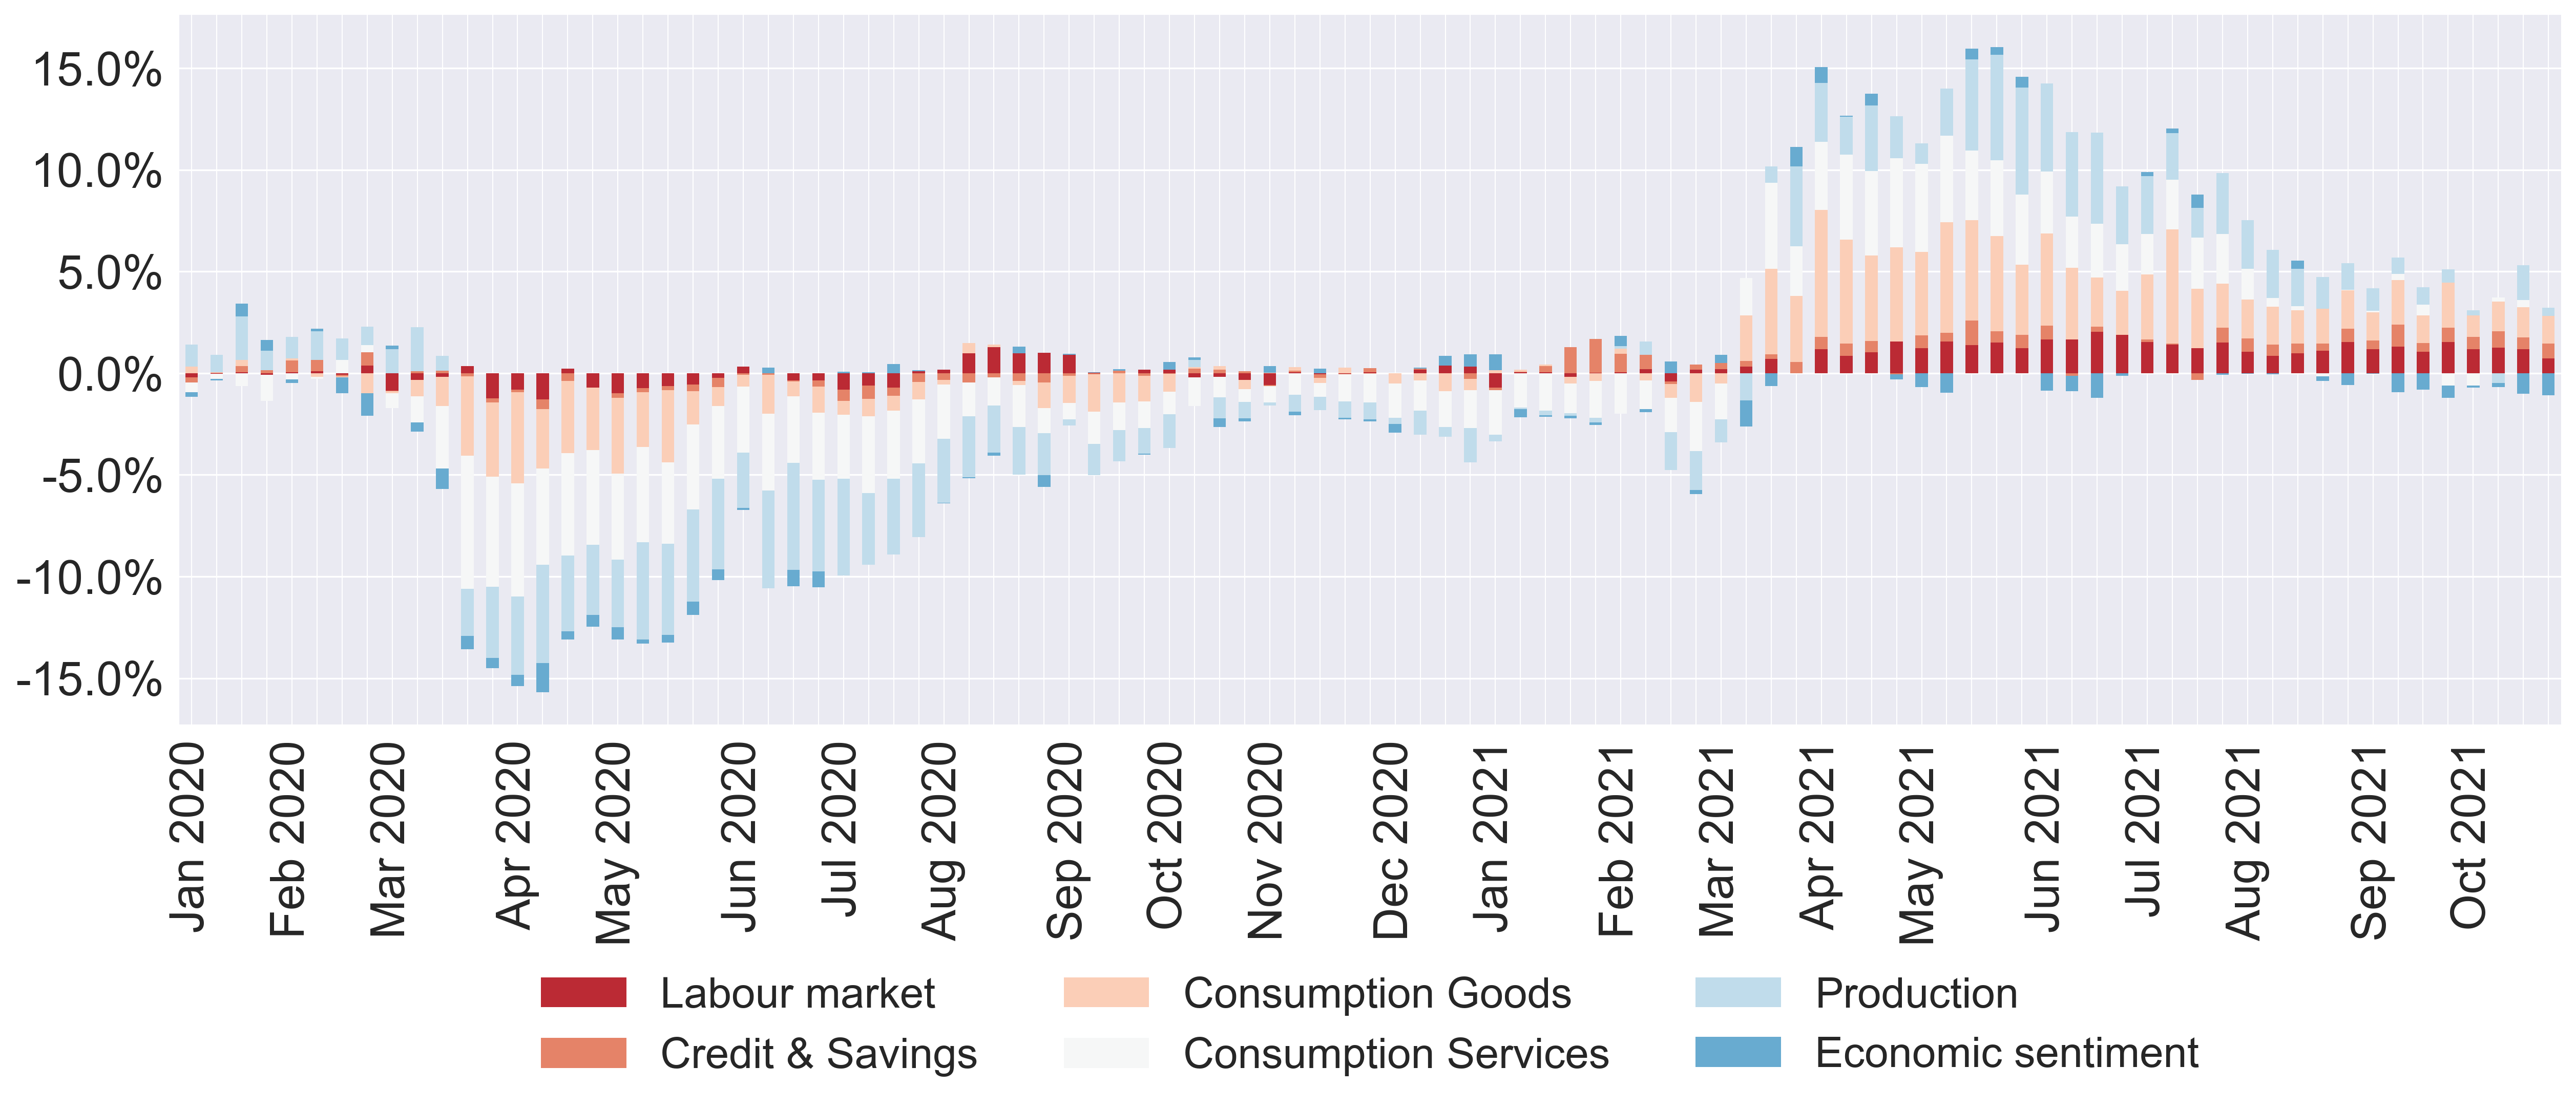 15.0%
10.0%
5.0%
0.0%
-5.0%
-10.0%
-15.0%
Jan 2020
Feb 2020
Mar 2020
Apr 2020
May 2020
Jun 2020
Jul 2020
Aug 2020
Sep 2020
Oct 2020
Nov 2020
Dec 2020
Jan 2021
Feb 2021
Mar 2021
Apr 2021
May 2021
Jun 2021
Jul 2021
Aug 2021
Sep 2021
Oct 2021
Labour market
Credit & Savings
Consumption Goods
Consumption Services
Production
Economic sentiment